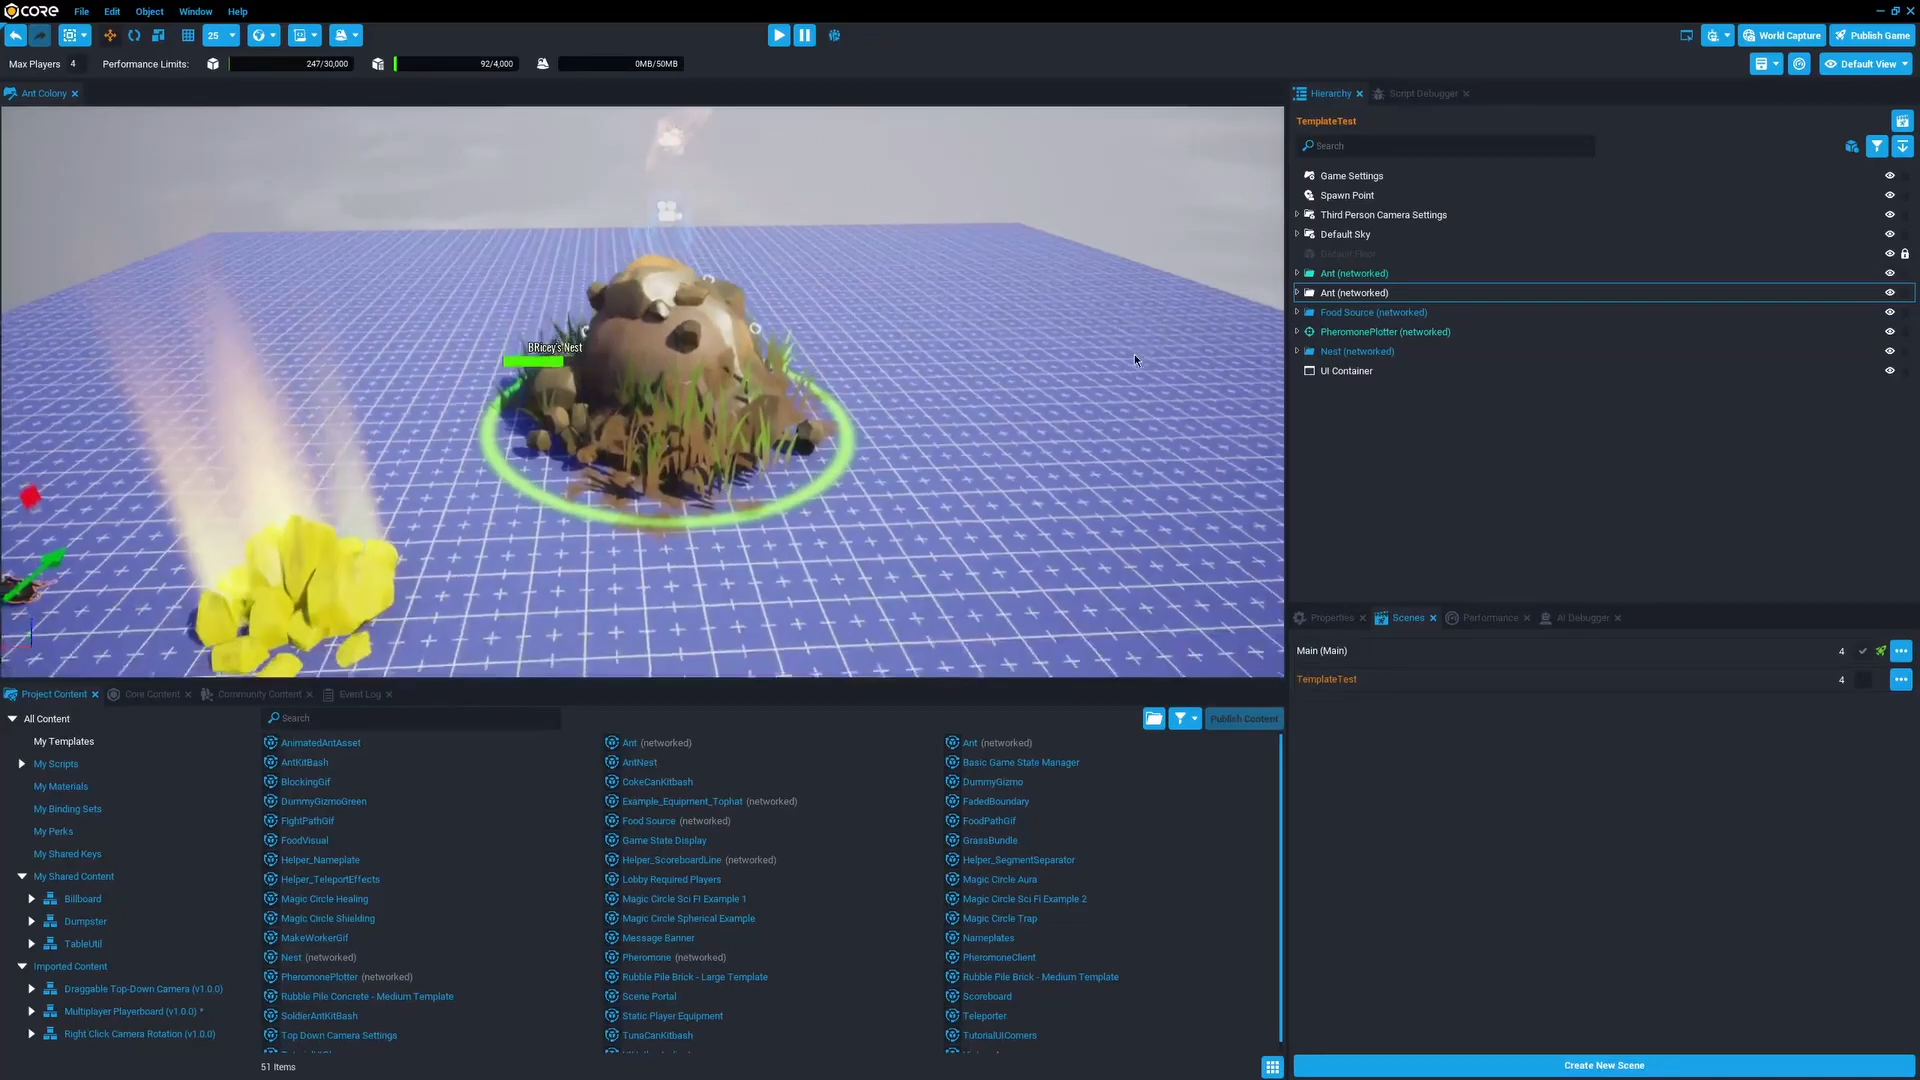 CORE File Edit Object Window Help
25
World Capture
Publish Game
Max Players 4 Performance Limits: 247/30,000 92/4,000 0MB/50MB
Default View
Ant Colony
BRicey's Nest
Hierarchy Script Debugger
TemplateTest
Search
Game Settings
Spawn Point
Third Person Camera Settings
Default Sky
Default Floor
Ant (networked)
Ant (networked)
Food Source (networked)
PheromonePlotter (networked)
Nest (networked)
UI Container
Properties Scenes Performance AI Debugger
Main (Main) 4
TemplateTest 4
Create New Scene
Project Content Core Content Community Content Event Log
All Content
My Templates
My Scripts
My Materials
My Binding Sets
My Perks
My Shared Keys
My Shared Content
Billboard
Dumpster
TableUtil
Imported Content
Draggable Top-Down Camera (v1.0.0)
Multiplayer Playerboard (v1.0.0) *
Right Click Camera Rotation (v1.0.0)
Search
Publish Content
AnimatedAntAsset Ant (networked) Ant (networked)
AntKitBash AntNest Basic Game State Manager
BlockingGif CokeCanKitbash DummyGizmo
DummyGizmoGreen Example_Equipment_Tophat (networked) FadedBoundary
FightPathGif Food Source (networked) FoodPathGif
FoodVisual Game State Display GrassBundle
Helper_Nameplate Helper_ScoreboardLine (networked) Helper_SegmentSeparator
Helper_TeleportEffects Lobby Required Players Magic Circle Aura
Magic Circle Healing Magic Circle Sci FI Example 1 Magic Circle Sci Fi Example 2
Magic Circle Shielding Magic Circle Spherical Example Magic Circle Trap
MakeWorkerGif Message Banner Nameplates
Nest (networked) Pheromone (networked) PheromoneClient
PheromonePlotter (networked) Rubble Pile Brick - Large Template Rubble Pile Brick - Medium Template
Rubble Pile Concrete - Medium Template Scene Portal Scoreboard
SoldierAntKitBash Static Player Equipment Teleporter
Top Down Camera Settings TunaCanKitbash TutorialUICorners
51 Items